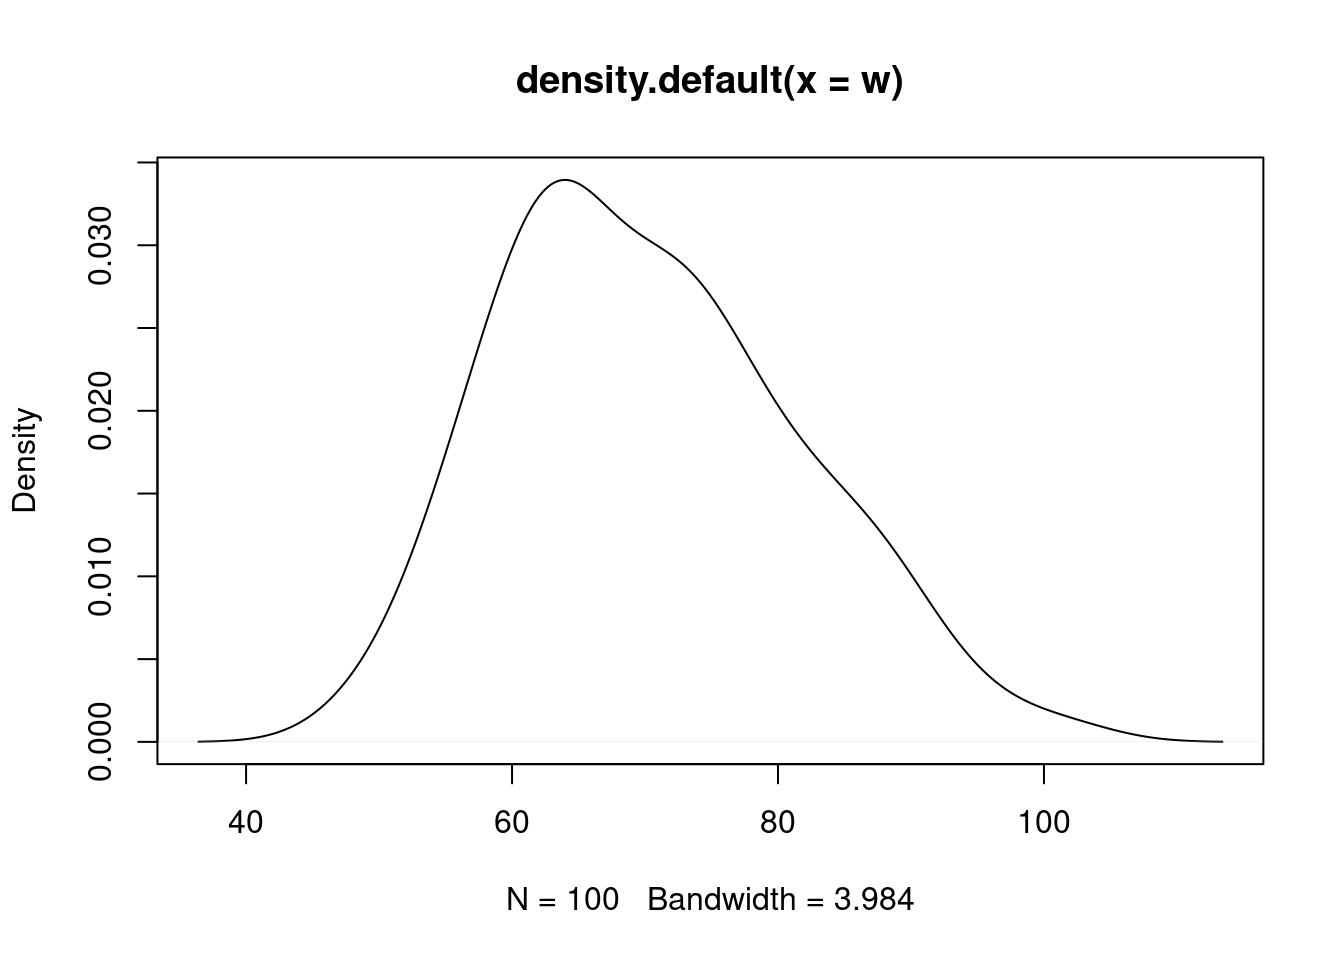 density.default(x = w)
Density
0.030
0.020
0.010
0.000
40 60 80 100
N = 100 Bandwidth = 3.984